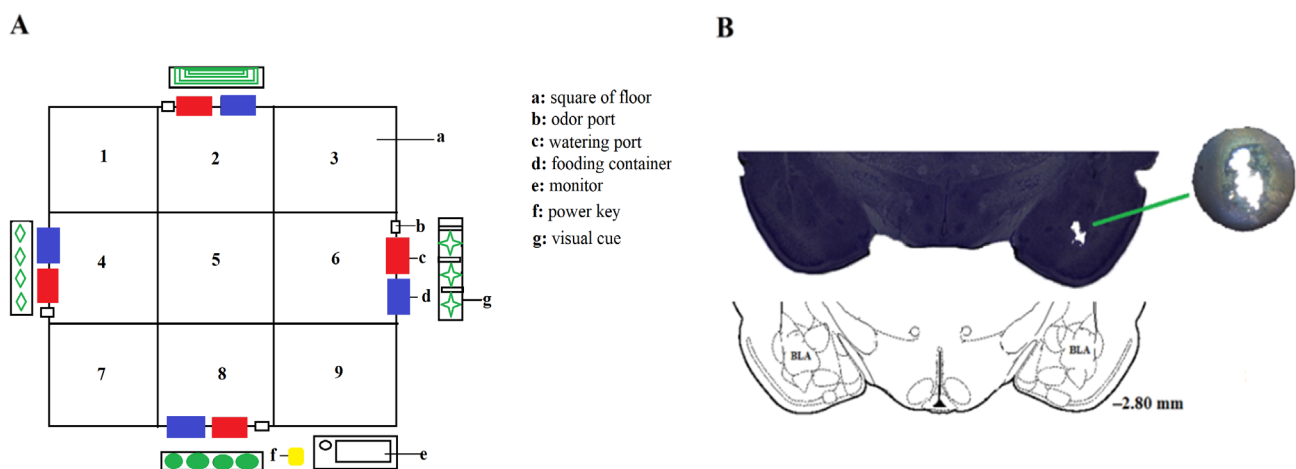 A
1 2 3
4 5 6
7 8 9
a
b
c
d
g
f
e
a: square of floor
b: odor port
c: watering port
d: fooding container
e: monitor
f: power key
g: visual cue
B
BLA BLA
–2.80 mm